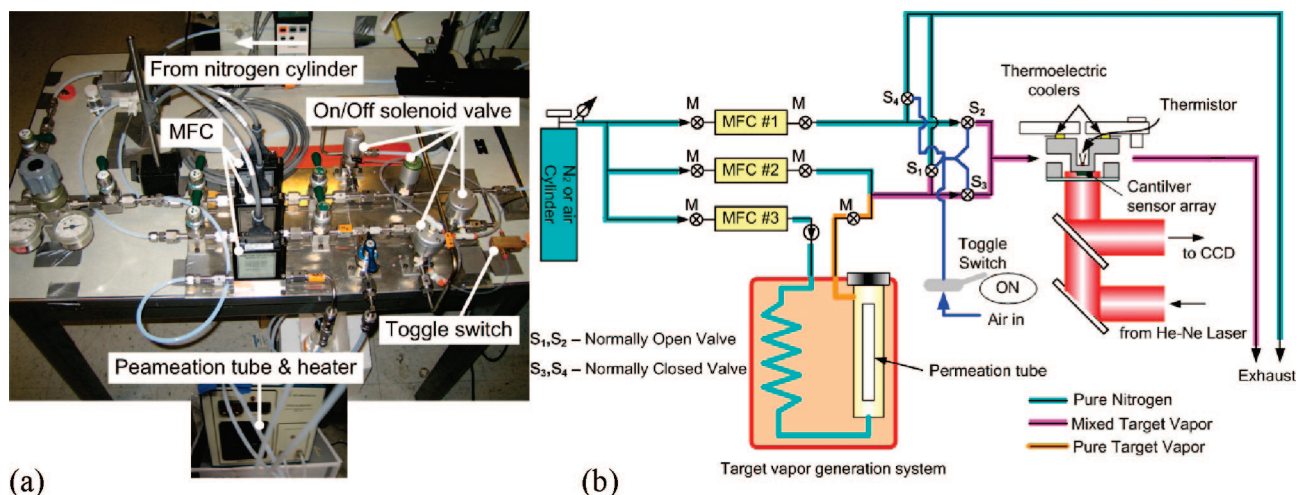 From nitrogen cylinder
On/Off solenoid valve
MFC
Toggle switch
Peameation tube & heater
(a)
N₂ or air
Cylinder
M
MFC #1
M
M
MFC #2
M
M
MFC #3
M
S₄
S₂
S₁
S₃
Thermoelectric
coolers
Thermistor
Cantilver
sensor array
to CCD
from He-Ne Laser
Toggle
Switch
ON
Air in
S₁,S₂ – Normally Open Valve
S₃,S₄ – Normally Closed Valve
Permeation tube
Target vapor generation system
Exhaust
Pure Nitrogen
Mixed Target Vapor
Pure Target Vapor
(b)